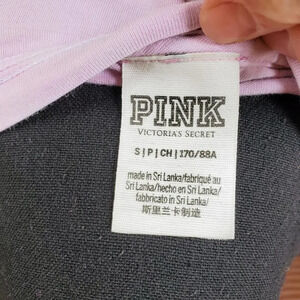 PINK
VICTORIA'S SECRET
S | P | CH | 170/88A
made in Sri Lanka/fabriqué au
Sri Lanka/hecho en Sri Lanka/
fabbricato in Sri Lanka
斯里兰卡制造